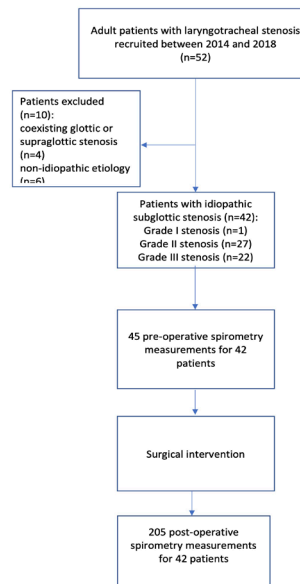 Adult patients with laryngotracheal stenosis
recruited between 2014 and 2018
(n=52)
Patients excluded
(n=10):
coexisting glottic or
supraglottic stenosis
(n=4)
non-idiopathic etiology
(n=6)
Patients with idiopathic
subglottic stenosis (n=42):
Grade I stenosis (n=1)
Grade II stenosis (n=27)
Grade III stenosis (n=22)
45 pre-operative spirometry
measurements for 42
patients
Surgical intervention
205 post-operative
spirometry measurements
for 42 patients